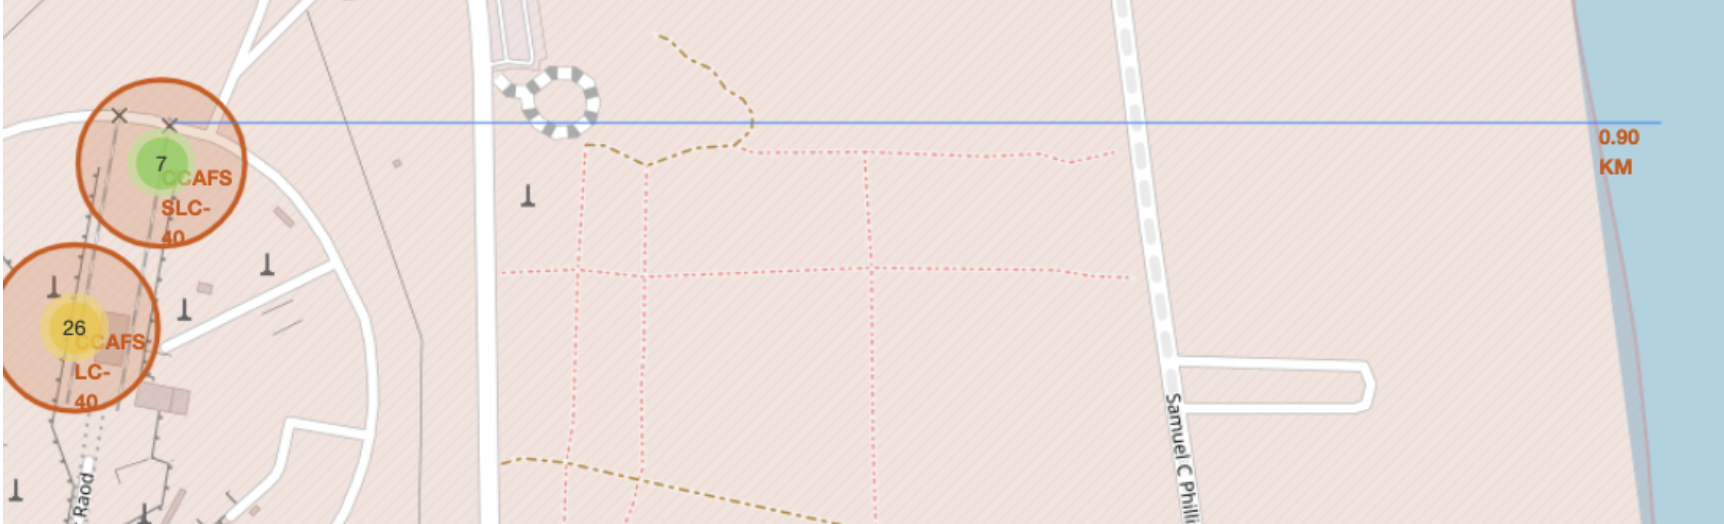 7
CCAFS
SLC-
40
0.90
KM
26
CCAFS
LC-
40
Samuel C Philli
Raod